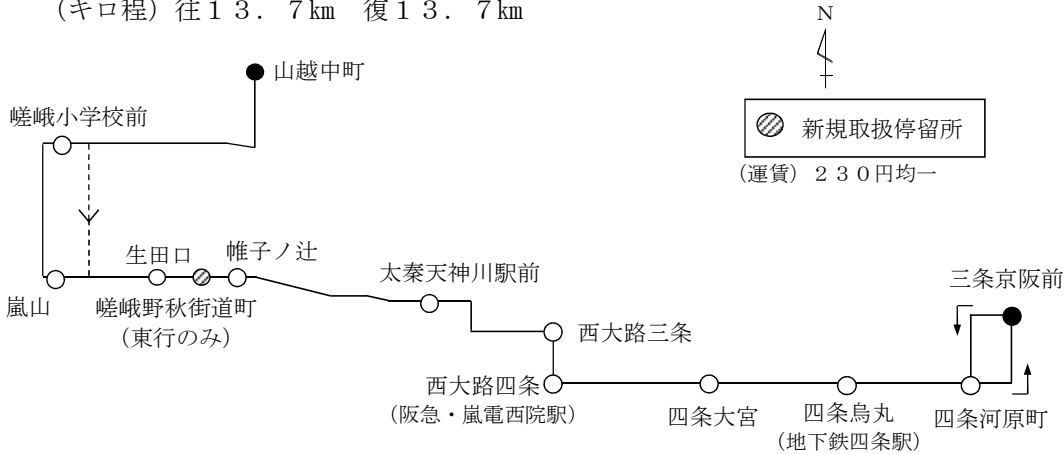 (キロ程) 往13.7km 復13.7km
N
山越中町
嵯峨小学校前
新規取扱停留所
(運賃) 230円均一
生田口
帷子ノ辻
太秦天神川駅前
三条京阪前
嵐山
嵯峨野秋街道町
(東行のみ)
西大路三条
西大路四条
(阪急・嵐電西院駅)
四条大宮
四条烏丸
(地下鉄四条駅)
四条河原町